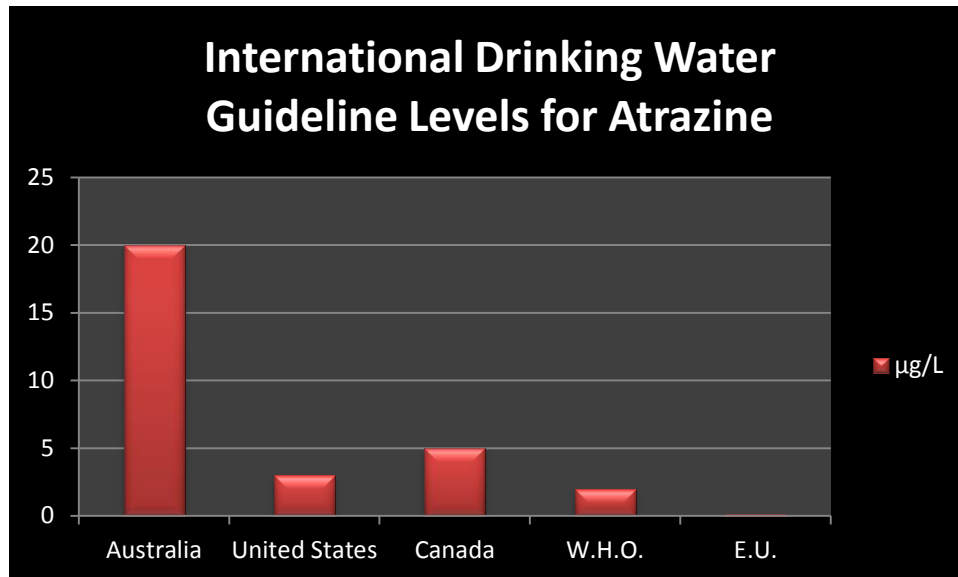 International Drinking Water
Guideline Levels for Atrazine
25
20
15
10
5
0
µg/L
Australia United States Canada W.H.O. E.U.